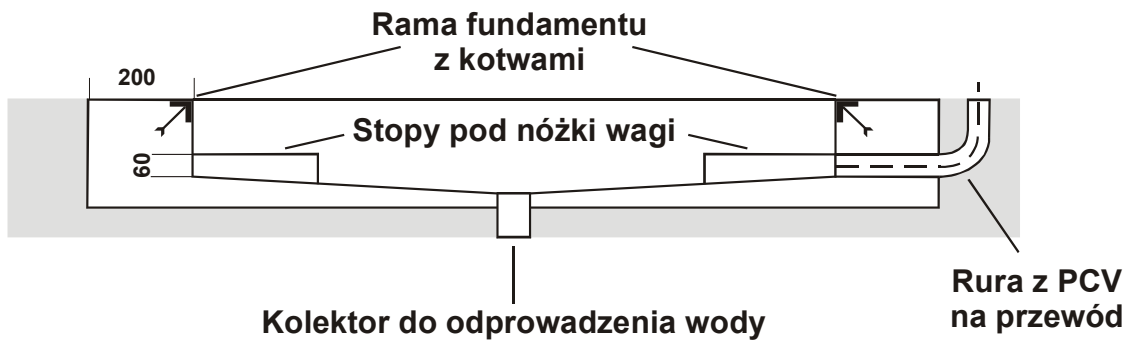 Rama fundamentu
z kotwami
200
Stopy pod nóżki wagi
60
Rura z PCV
na przewód
Kolektor do odprowadzenia wody